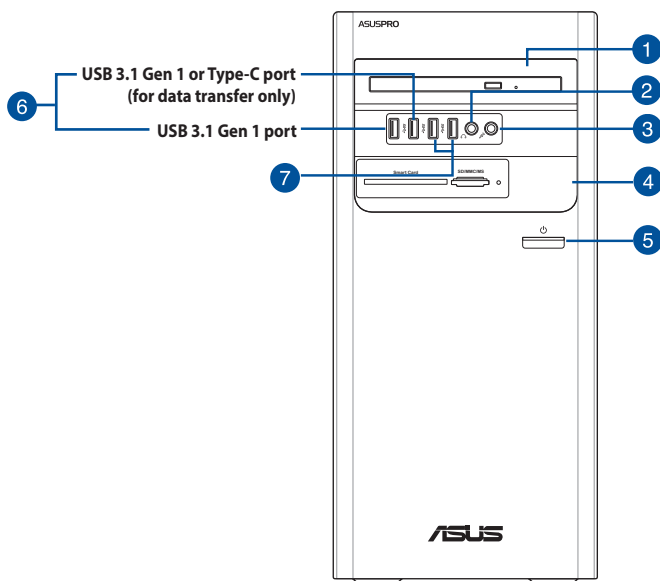 ASUSPRO
1
USB 3.1 Gen 1 or Type-C port
(for data transfer only)
6
2
USB 3.1 Gen 1 port
3
7
Smart Card
SD/MMC/MS
4
5
ASUS